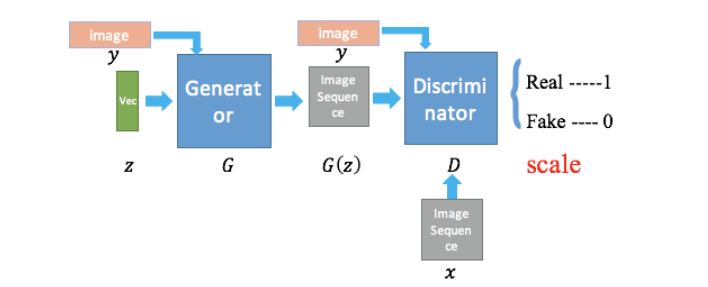 image
y
Vec
z
Generat
or
G
Image
Sequen
ce
G(z)
image
y
Discrimi
nator
D
Real -----1
Fake ---- 0
scale
Image
Sequen
ce
x